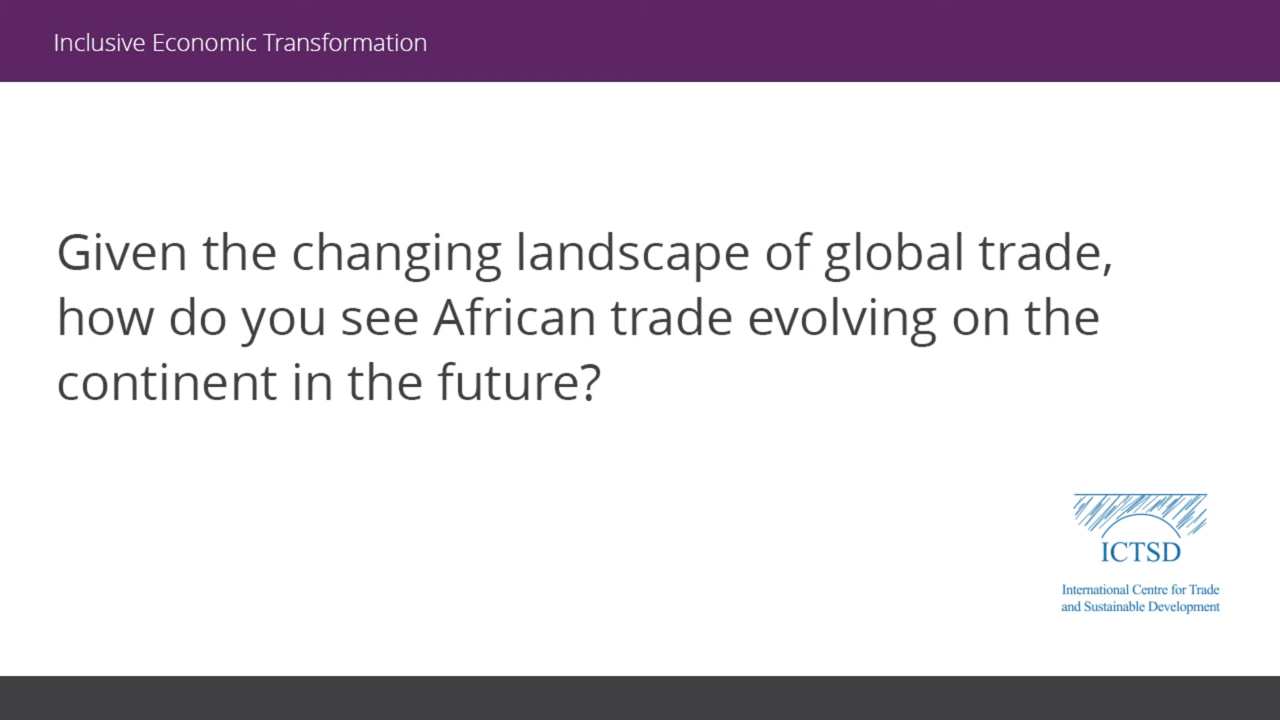 Inclusive Economic Transformation
Given the changing landscape of global trade,
how do you see African trade evolving on the
continent in the future?
ICTSD
International Centre for Trade
and Sustainable Development